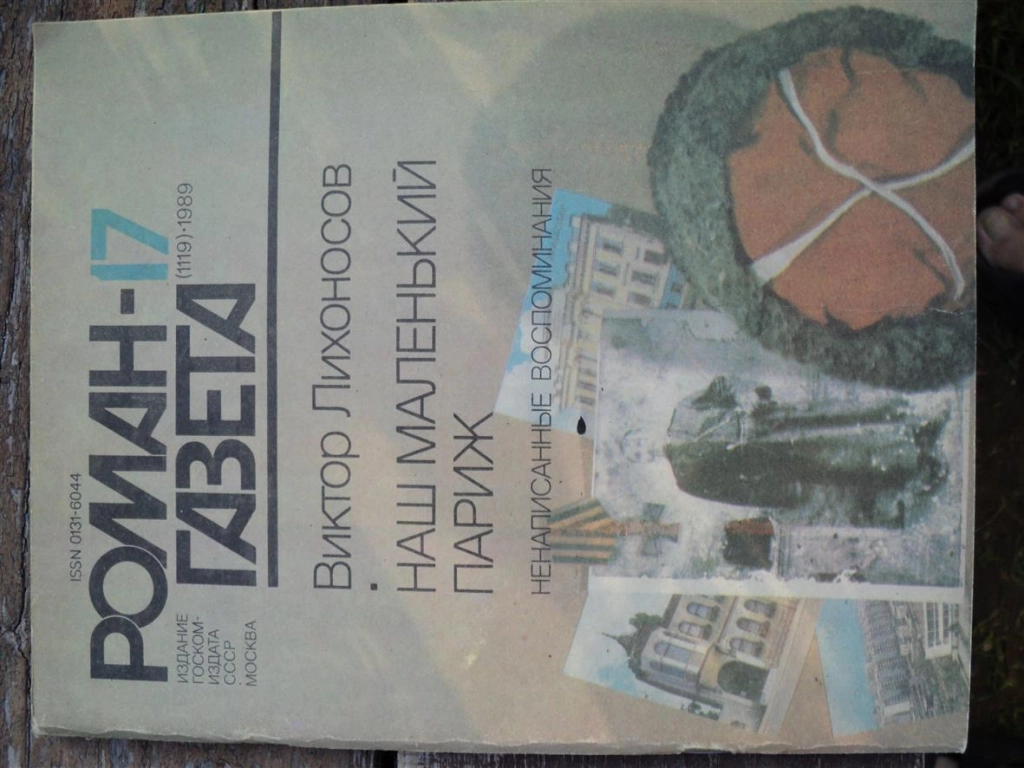 ISSN 0131-6044
РОМАН-17
ГАЗЕТА
(1119)·1989
ИЗДАНИЕ
ГОСКОМ-
ИЗДАТА
СССР
МОСКВА
Виктор Лихоносов
НАШ МАЛЕНЬКИЙ
ПАРИЖ
НЕНАПИСАННЫЕ ВОСПОМИНАНИЯ